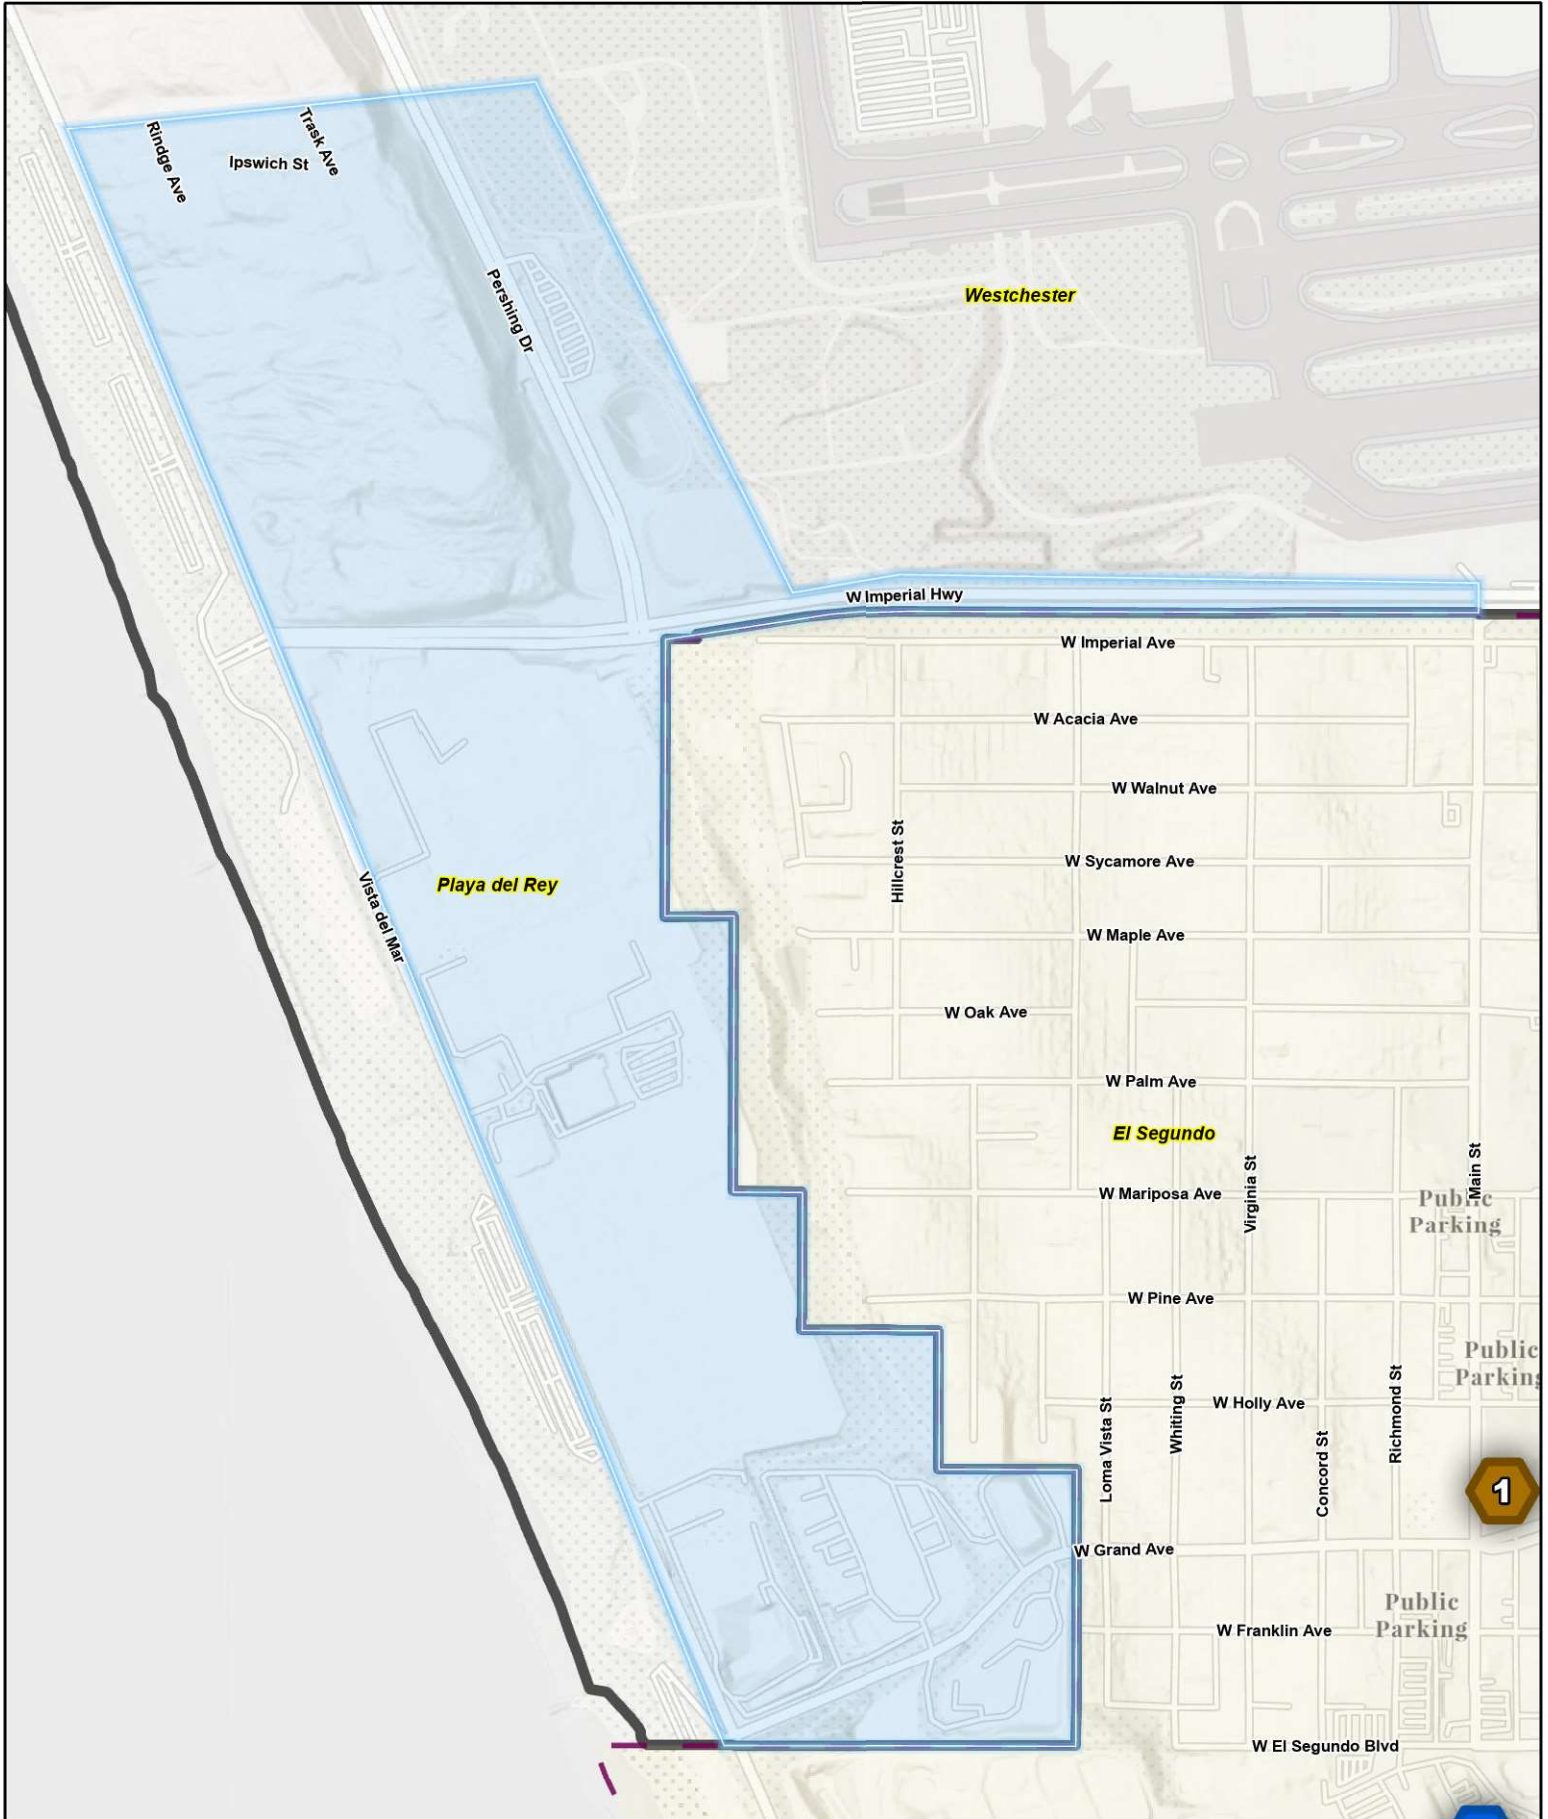 Rindge Ave
Trask Ave
Ipswich St
Pershing Dr
Westchester
W Imperial Hwy
W Imperial Ave
W Acacia Ave
W Walnut Ave
Hillcrest St
W Sycamore Ave
Playa del Rey
Vista del Mar
W Maple Ave
W Oak Ave
W Palm Ave
El Segundo
Main St
Virginia St
W Mariposa Ave
Public
Parking
W Pine Ave
Public
Parking
Loma Vista St
Whiting St
W Holly Ave
Concord St
Richmond St
1
W Grand Ave
W Franklin Ave
Public
Parking
W El Segundo Blvd